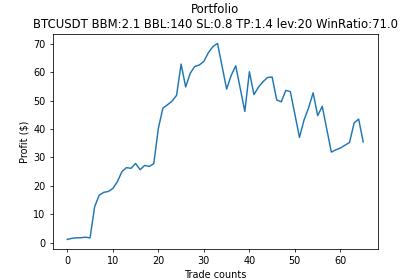 Portfolio
BTCUSDT BBM:2.1 BBL:140 SL:0.8 TP:1.4 lev:20 WinRatio:71.0
70
60
50
40
30
20
10
0
Profit ($)
0 10 20 30 40 50 60
Trade counts